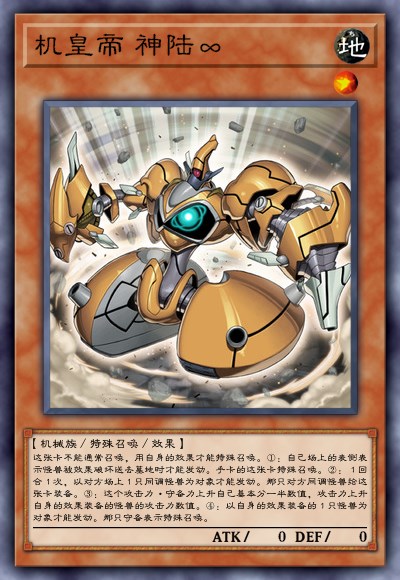 机皇帝 神陆∞
地
【机械族／特殊召唤／效果】
这张卡不能通常召唤，用自身的效果才能特殊召唤。①：自己场上的表侧表
示怪兽被效果破坏送去墓地时才能发动。手卡的这张卡特殊召唤。②：1回
合1次，以对方场上1只同调怪兽为对象才能发动。那只对方同调怪兽给这
张卡装备。③：这个攻击力·守备力上升自己基本分一半数值，攻击力上升
自身的效果装备的怪兽的攻击力数值。④：以自身的效果装备的1只怪兽为
对象才能发动。那只守备表示特殊召唤。
ATK/ 0 DEF/ 0